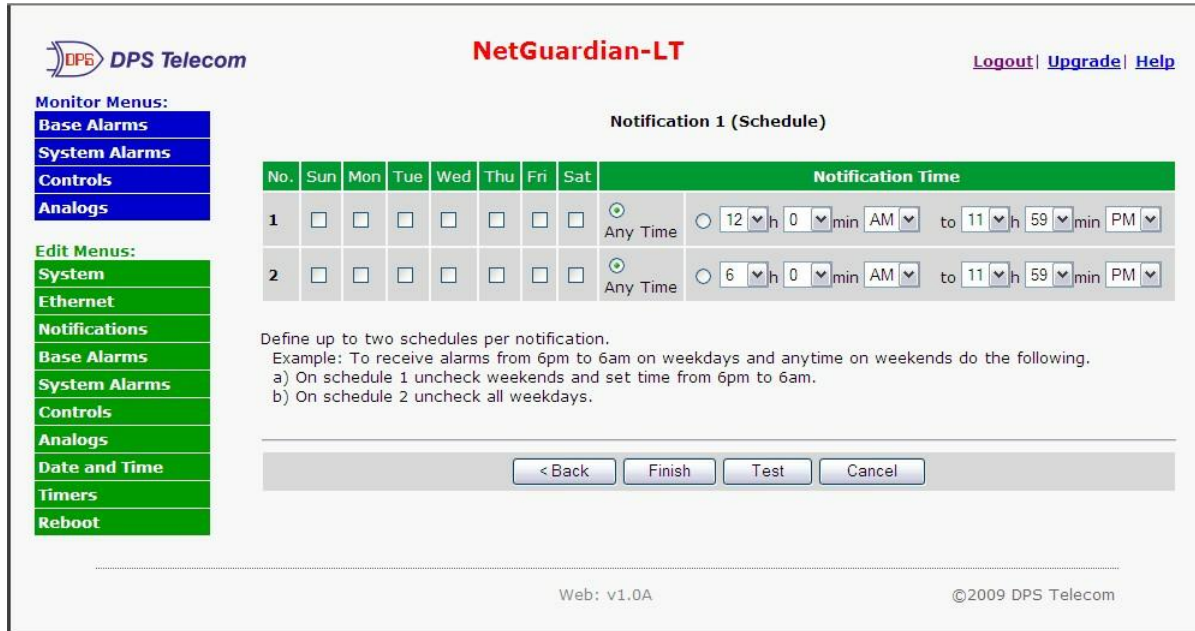 DPS DPS Telecom
NetGuardian-LT
Logout| Upgrade| Help
Monitor Menus:
Base Alarms
System Alarms
Controls
Analogs
Edit Menus:
System
Ethernet
Notifications
Base Alarms
System Alarms
Controls
Analogs
Date and Time
Timers
Reboot
Notification 1 (Schedule)
No. Sun Mon Tue Wed Thu Fri Sat Notification Time
1 Any Time 12 h 0 min AM to 11 h 59 min PM
2 Any Time 6 h 0 min AM to 11 h 59 min PM
Define up to two schedules per notification.
Example: To receive alarms from 6pm to 6am on weekdays and anytime on weekends do the following.
a) On schedule 1 uncheck weekends and set time from 6pm to 6am.
b) On schedule 2 uncheck all weekdays.
< Back Finish Test Cancel
Web: v1.0A
©2009 DPS Telecom